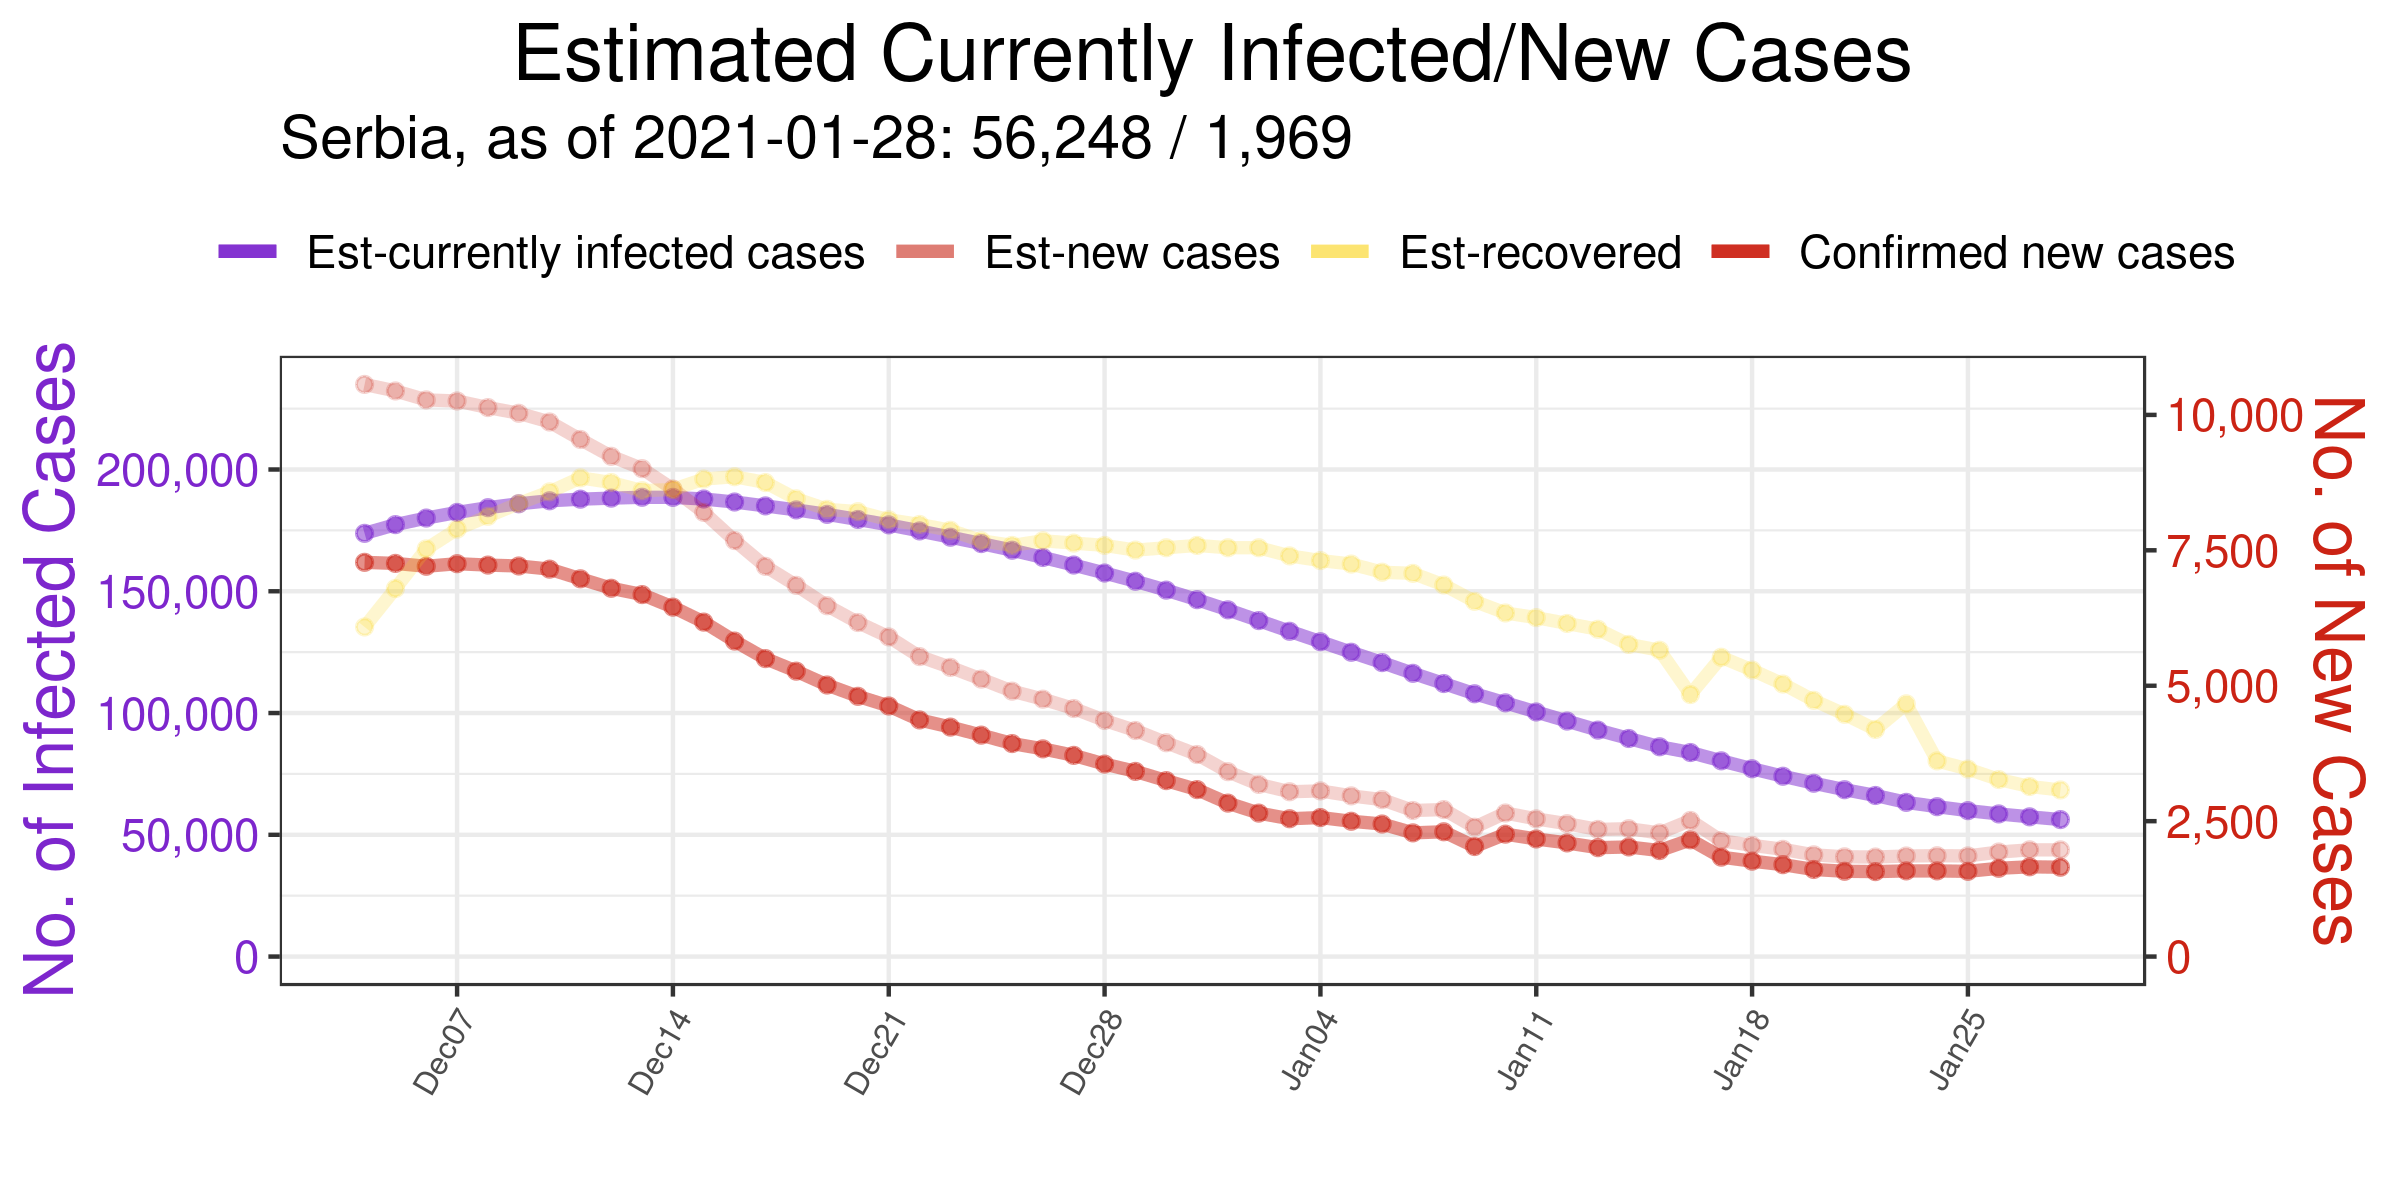 Estimated Currently Infected/New Cases
Serbia, as of 2021-01-28: 56,248 / 1,969
Est-currently infected cases Est-new cases Est-recovered Confirmed new cases
No. of Infected Cases
200,000
150,000
100,000
50,000
0
10,000
7,500
5,000
2,500
0
No. of New Cases
Dec07 Dec14 Dec21 Dec28 Jan04 Jan11 Jan18 Jan25